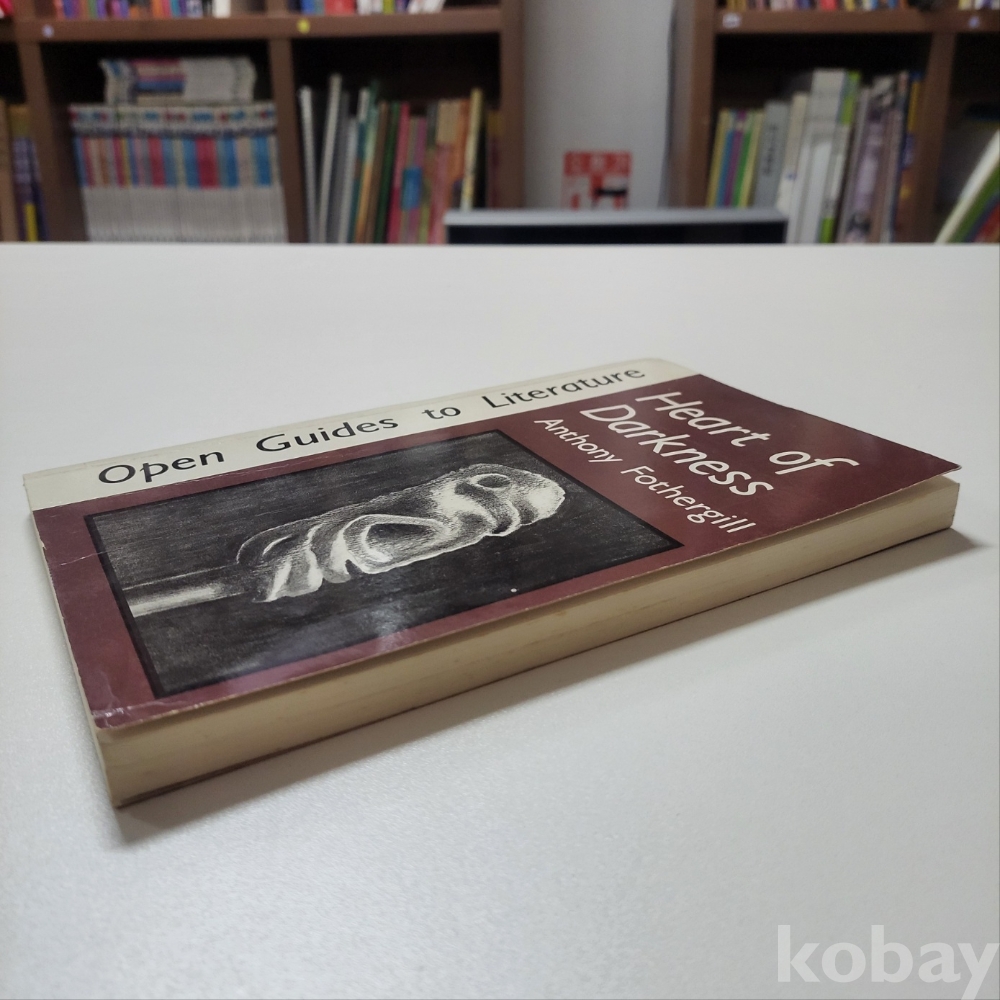 Open Guides to Literature
Heart of
Darkness
Anthony Fothergill
kobay